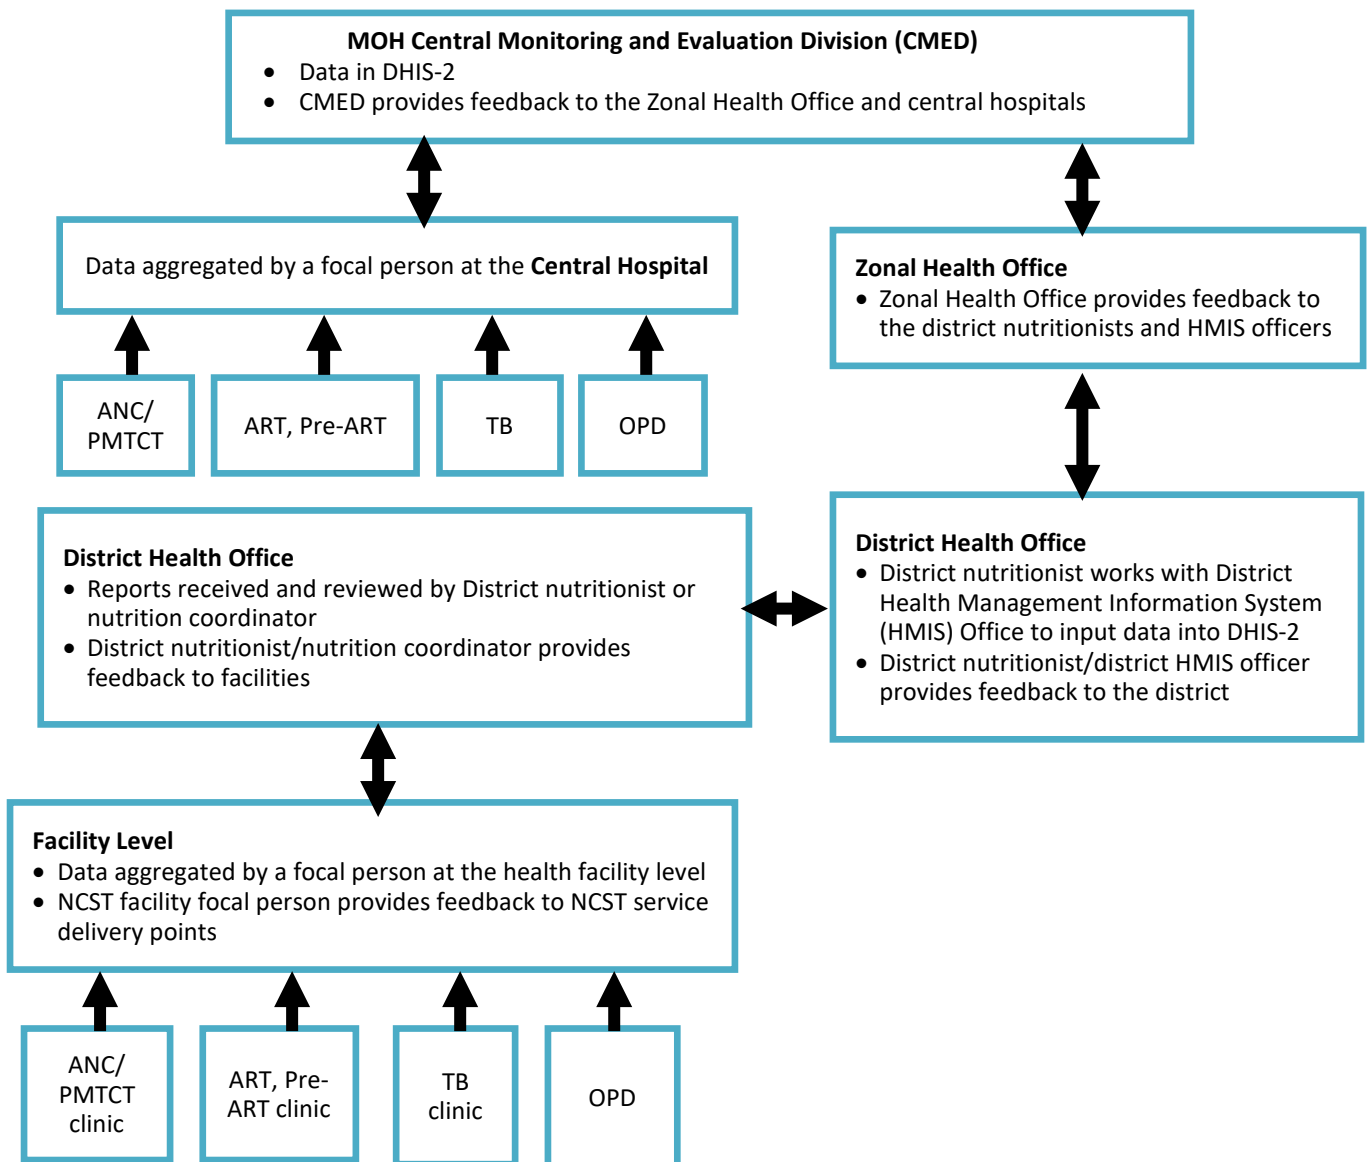 MOH Central Monitoring and Evaluation Division (CMED)
• Data in DHIS-2
• CMED provides feedback to the Zonal Health Office and central hospitals
Data aggregated by a focal person at the Central Hospital
Zonal Health Office
• Zonal Health Office provides feedback to
the district nutritionists and HMIS officers
ANC/
PMTCT
ART, Pre-ART
TB
OPD
District Health Office
• Reports received and reviewed by District nutritionist or
nutrition coordinator
• District nutritionist/nutrition coordinator provides
feedback to facilities
District Health Office
• District nutritionist works with District
Health Management Information System
(HMIS) Office to input data into DHIS-2
• District nutritionist/district HMIS officer
provides feedback to the district
Facility Level
• Data aggregated by a focal person at the health facility level
• NCST facility focal person provides feedback to NCST service
delivery points
ANC/
PMTCT
clinic
ART, Pre-
ART clinic
TB
clinic
OPD